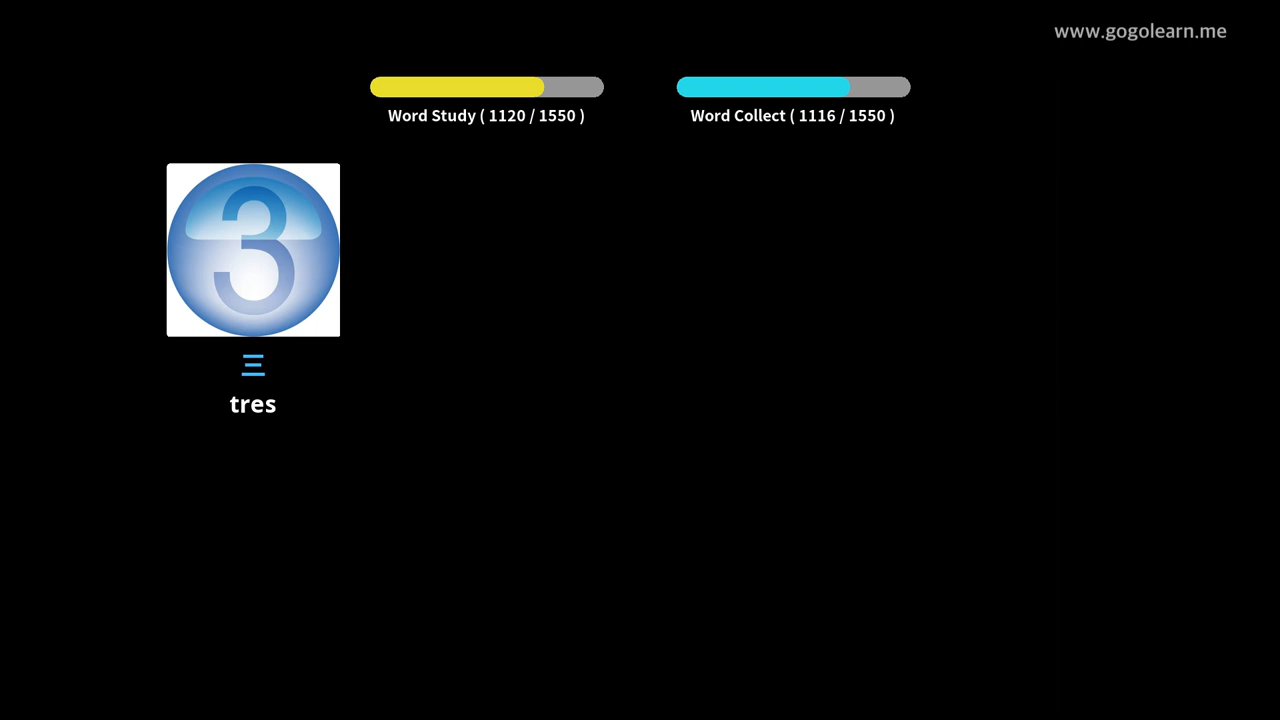 www.gogolearn.me
Word Study ( 1120 / 1550 )
Word Collect ( 1116 / 1550 )
3
三
tres